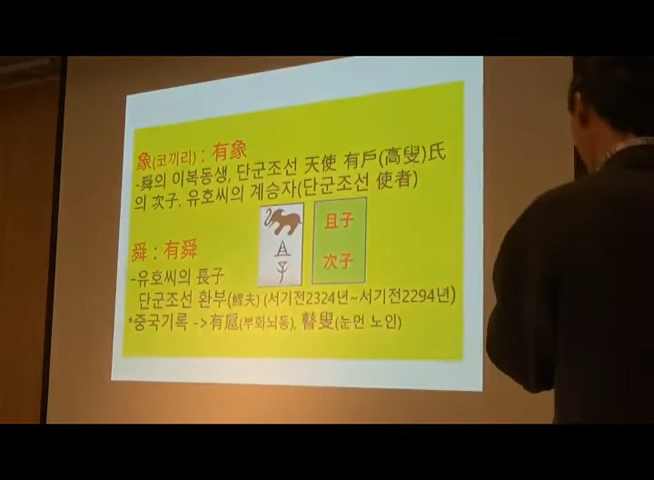 象(코끼리) : 有象
-舜의 이복동생, 단군조선 天使 有戶(高叟)氏
의 次子. 유호씨의 계승자(단군조선 使者)
且子
次子
舜 : 有舜
-유호씨의 長子
단군조선 환부(鰥夫) (서기전2324년~서기전2294년)
*중국기록 -> 有扈(부화뇌동), 瞽叟(눈먼 노인)